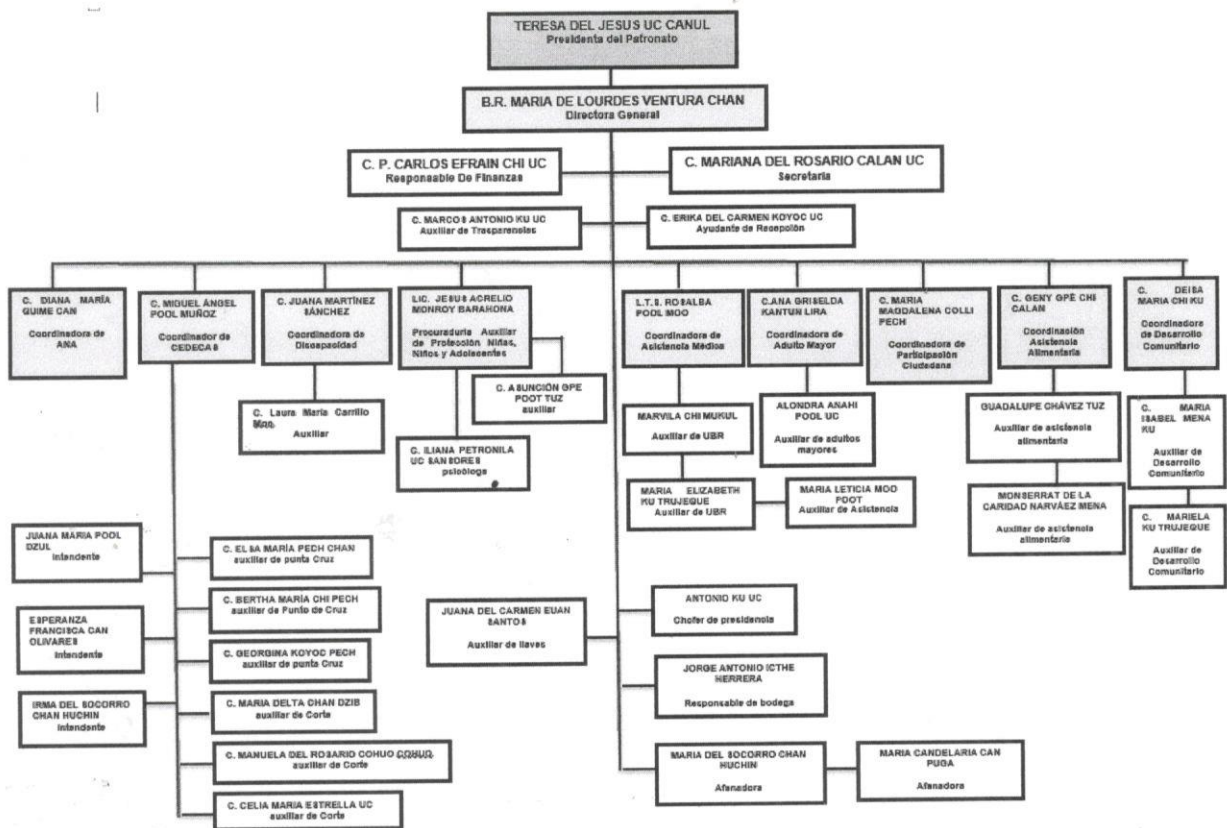 TERESA DEL JESUS UC CANUL
Presidenta del Patronato
B.R. MARIA DE LOURDES VENTURA CHAN
Directora General
C. P. CARLOS EFRAIN CHI UC
Responsable De Finanzas
C. MARIANA DEL ROSARIO CALAN UC
Secretaria
C. MARCOS ANTONIO KU UC
Auxiliar de Trasparencias
C. ERIKA DEL CARMEN KOYOC UC
Ayudante de Recepción
C. DIANA MARÍA
QUIME CAN
Coordinadora de
ANA
C. MIGUEL ÁNGEL
POOL MUÑOZ
Coordinador de
CEDECAS
C. JUANA MARTÍNEZ
SÁNCHEZ
Coordinadora de
Discapacidad
LIC. JESUS ACRELIO
MONROY BARAHONA
Procuraduría Auxiliar
de Protección Niñas,
Niños y Adolescentes
L.T.S. ROSALBA
POOL MOO
Coordinadora de
Asistencia Médica
C.ANA GRISELDA
KANTUN LIRA
Coordinadora de
Adulto Mayor
C. MARIA
MAGDALENA COLLI
PECH
Coordinadora de
Participación
Ciudadana
C. GENY GPÈ CHI
CALAN
Coordinasión
Asistencia
Alimentaria
C. DEISA
MARIA CHI KU
Coordinadora
de Desarrollo
Comunitario
C. ASUNCIÓN GPE
POOT TUZ
auxiliar
C. Laura María Carrillo
Moo
Auxiliar
C. ILIANA PETRONILA
UC SANSORES
psicóloga
MARVILA CHI MUKUL
Auxiliar de UBR
ALONDRA ANAHI
POOL UC
Auxiliar de adultos
mayores
GUADALUPE CHÁVEZ TUZ
Auxiliar de asistencia
alimentaria
C. MARIA
ISABEL MENA
KU
Auxiliar de
Desarrollo
Comunitario
MARIA ELIZABETH
KU TRUJEQUE
Auxiliar de UBR
MARIA LETICIA MOO
POOT
Auxiliar de Asistencia
MONSERRAT DE LA
CARIDAD NARVÁEZ MENA
Auxiliar de asistencia
alimentaria
C. MARIELA
KU TRUJEQUE
Auxiliar de
Desarrollo
Comunitario
JUANA MARIA POOL
DZUL
Intendente
C. ELSA MARÍA PECH CHAN
auxiliar de punta Cruz
ESPERANZA
FRANCISCA CAN
OLIVARES
Intendente
C. BERTHA MARÍA CHI PECH
auxiliar de Punto de Cruz
C. GEORGINA KOYOC PECH
auxiliar de punta Cruz
IRMA DEL SOCORRO
CHAN HUCHIN
Intendente
C. MARIA DELTA CHAN DZIB
auxiliar de Corte
C. MANUELA DEL ROSARIO COHUO COHUO
auxiliar de Corte
C. CELIA MARIA ESTRELLA UC
auxiliar de Corte
JUANA DEL CARMEN EUAN
SANTOS
Auxiliar de llaves
ANTONIO KU UC
Chofer de presidencia
JORGE ANTONIO ICTHE
HERRERA
Responsable de bodega
MARIA DEL SOCORRO CHAN
HUCHIN
Afanadora
MARIA CANDELARIA CAN
PUGA
Afanadora